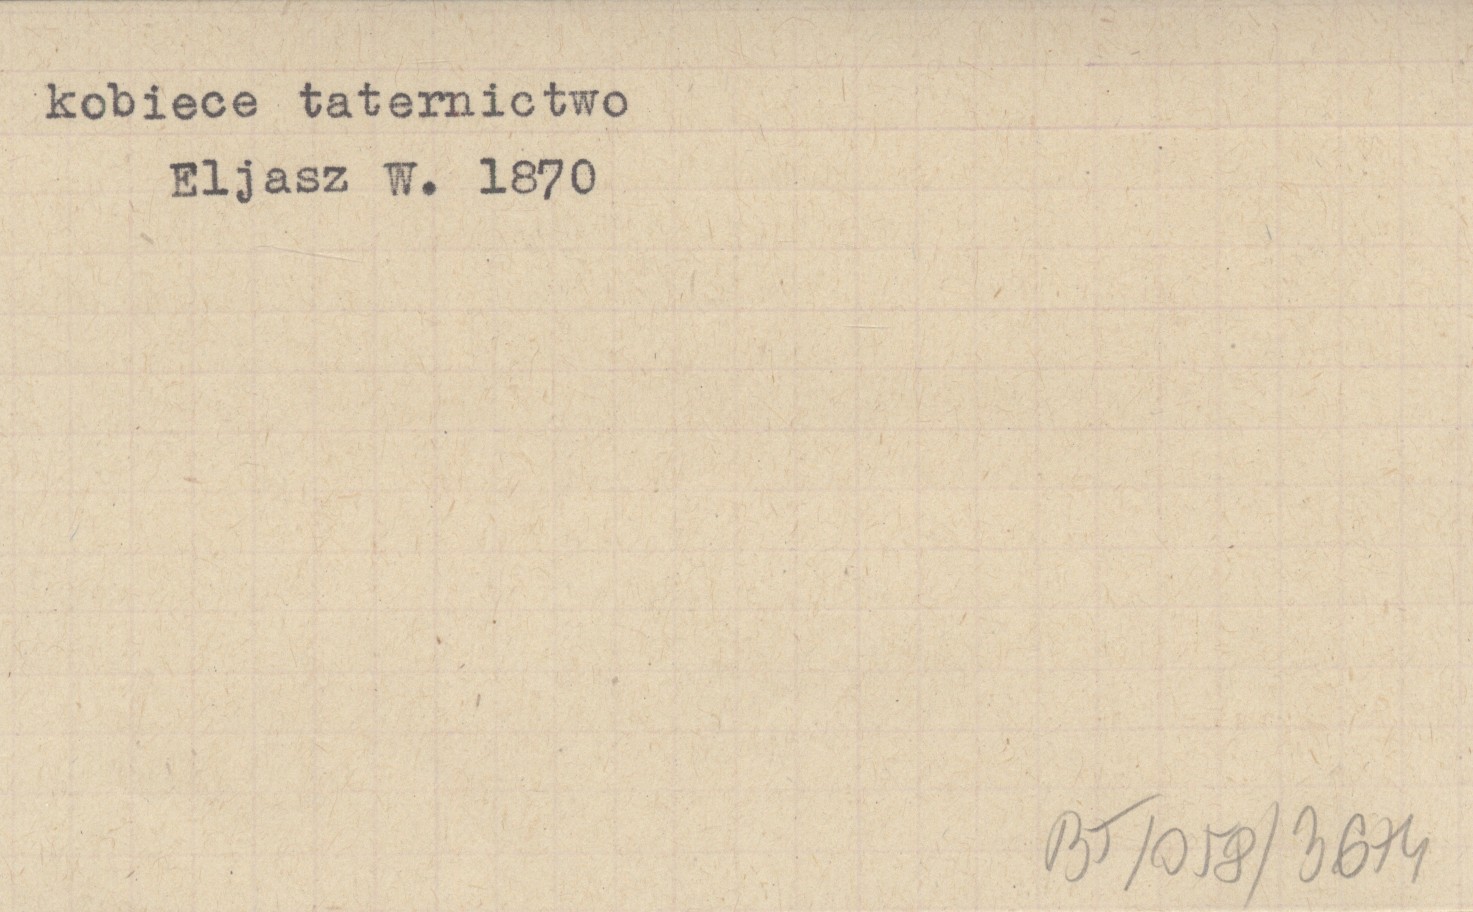 kobiece taternictwo
Eljasz W. 1870
BT/058/3674